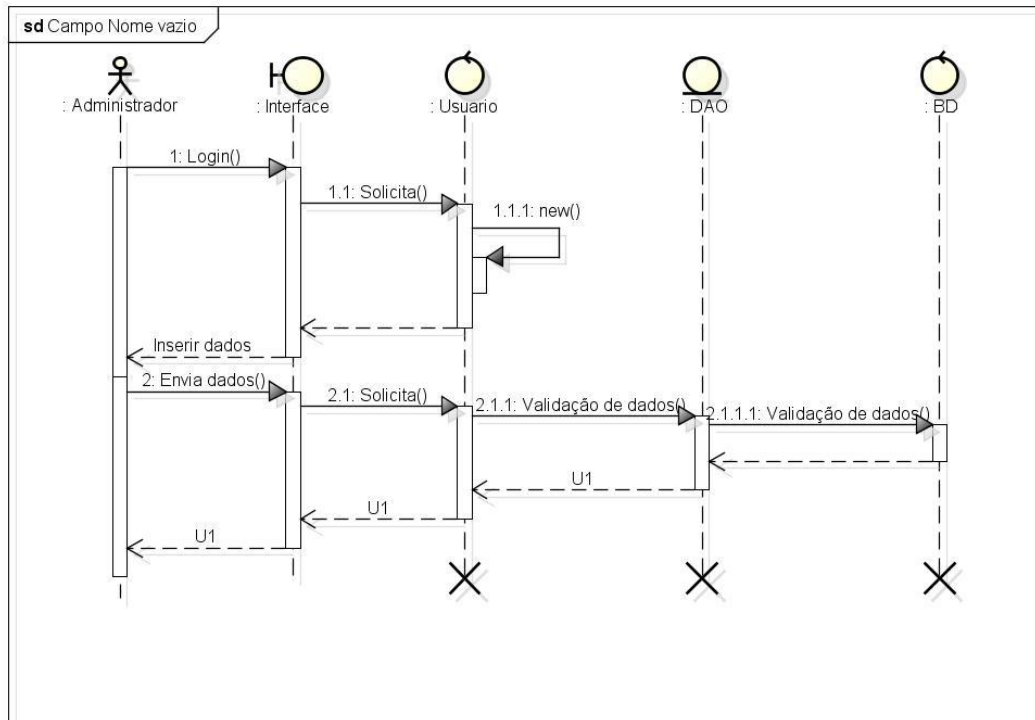 sd Campo Nome vazio
: Administrador
: Interface
: Usuario
: DAO
: BD
1: Login()
1.1: Solicita()
1.1.1: new()
Inserir dados
2: Envia dados()
2.1: Solicita()
2.1.1: Validação de dados()
2.1.1.1: Validação de dados()
U1
U1
U1